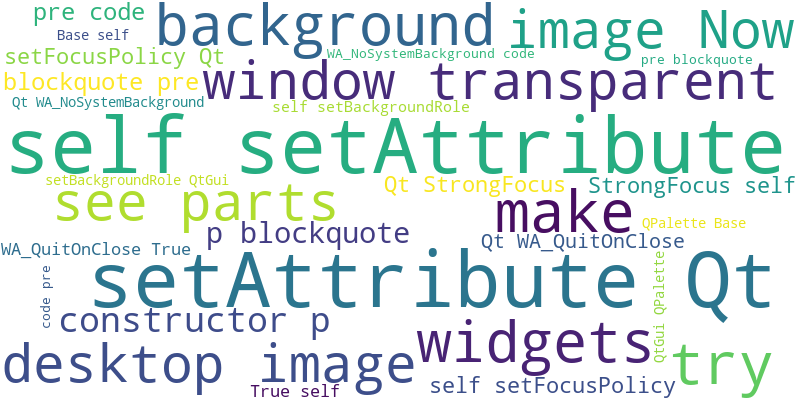 pre code
background
image Now
Base self
setFocusPolicy Qt
WA_NoSystemBackground code
pre blockquote
blockquote pre
window transparent
Qt WA_NoSystemBackground
self setBackgroundRole
self setAttribute
setBackgroundRole QtGui
see parts
Qt StrongFocus
StrongFocus self
make
QPalette Base
p blockquote
Qt WA_QuitOnClose
WA_QuitOnClose True
setAttribute Qt
code pre
QtGui QPalette
constructor p
widgets
desktop image
try
True self
self setFocusPolicy